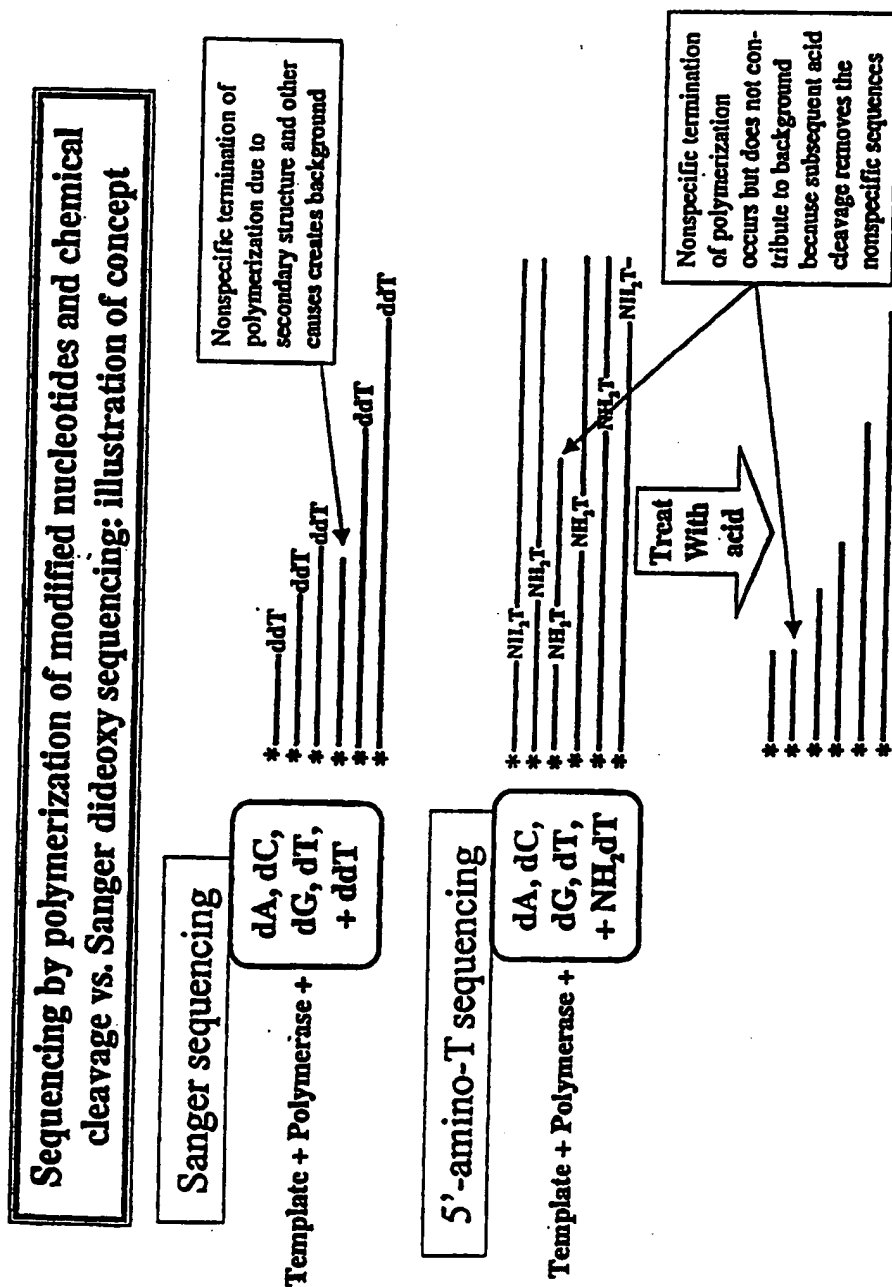 Sequencing by polymerization of modified nucleotides and chemical
cleavage vs. Sanger dideoxy sequencing: illustration of concept
Sanger sequencing
Template + Polymerase +
dA, dC,
dG, dT,
+ ddT
*ddT
*ddT
*ddT
*
*ddT
*ddT
Nonspecific termination of
polymerization due to
secondary structure and other
causes creates background
5'-amino-T sequencing
Template + Polymerase +
dA, dC,
dG, dT,
+ NH₂dT
*NH₂T
*NH₂T
*NH₂T
*NH₂T
*NH₂T
*NH₂T
Treat
With
acid
Nonspecific termination
of polymerization
occurs but does not con-
tribute to background
because subsequent acid
cleavage removes the
nonspecific sequences
*
*
*
*
*
*